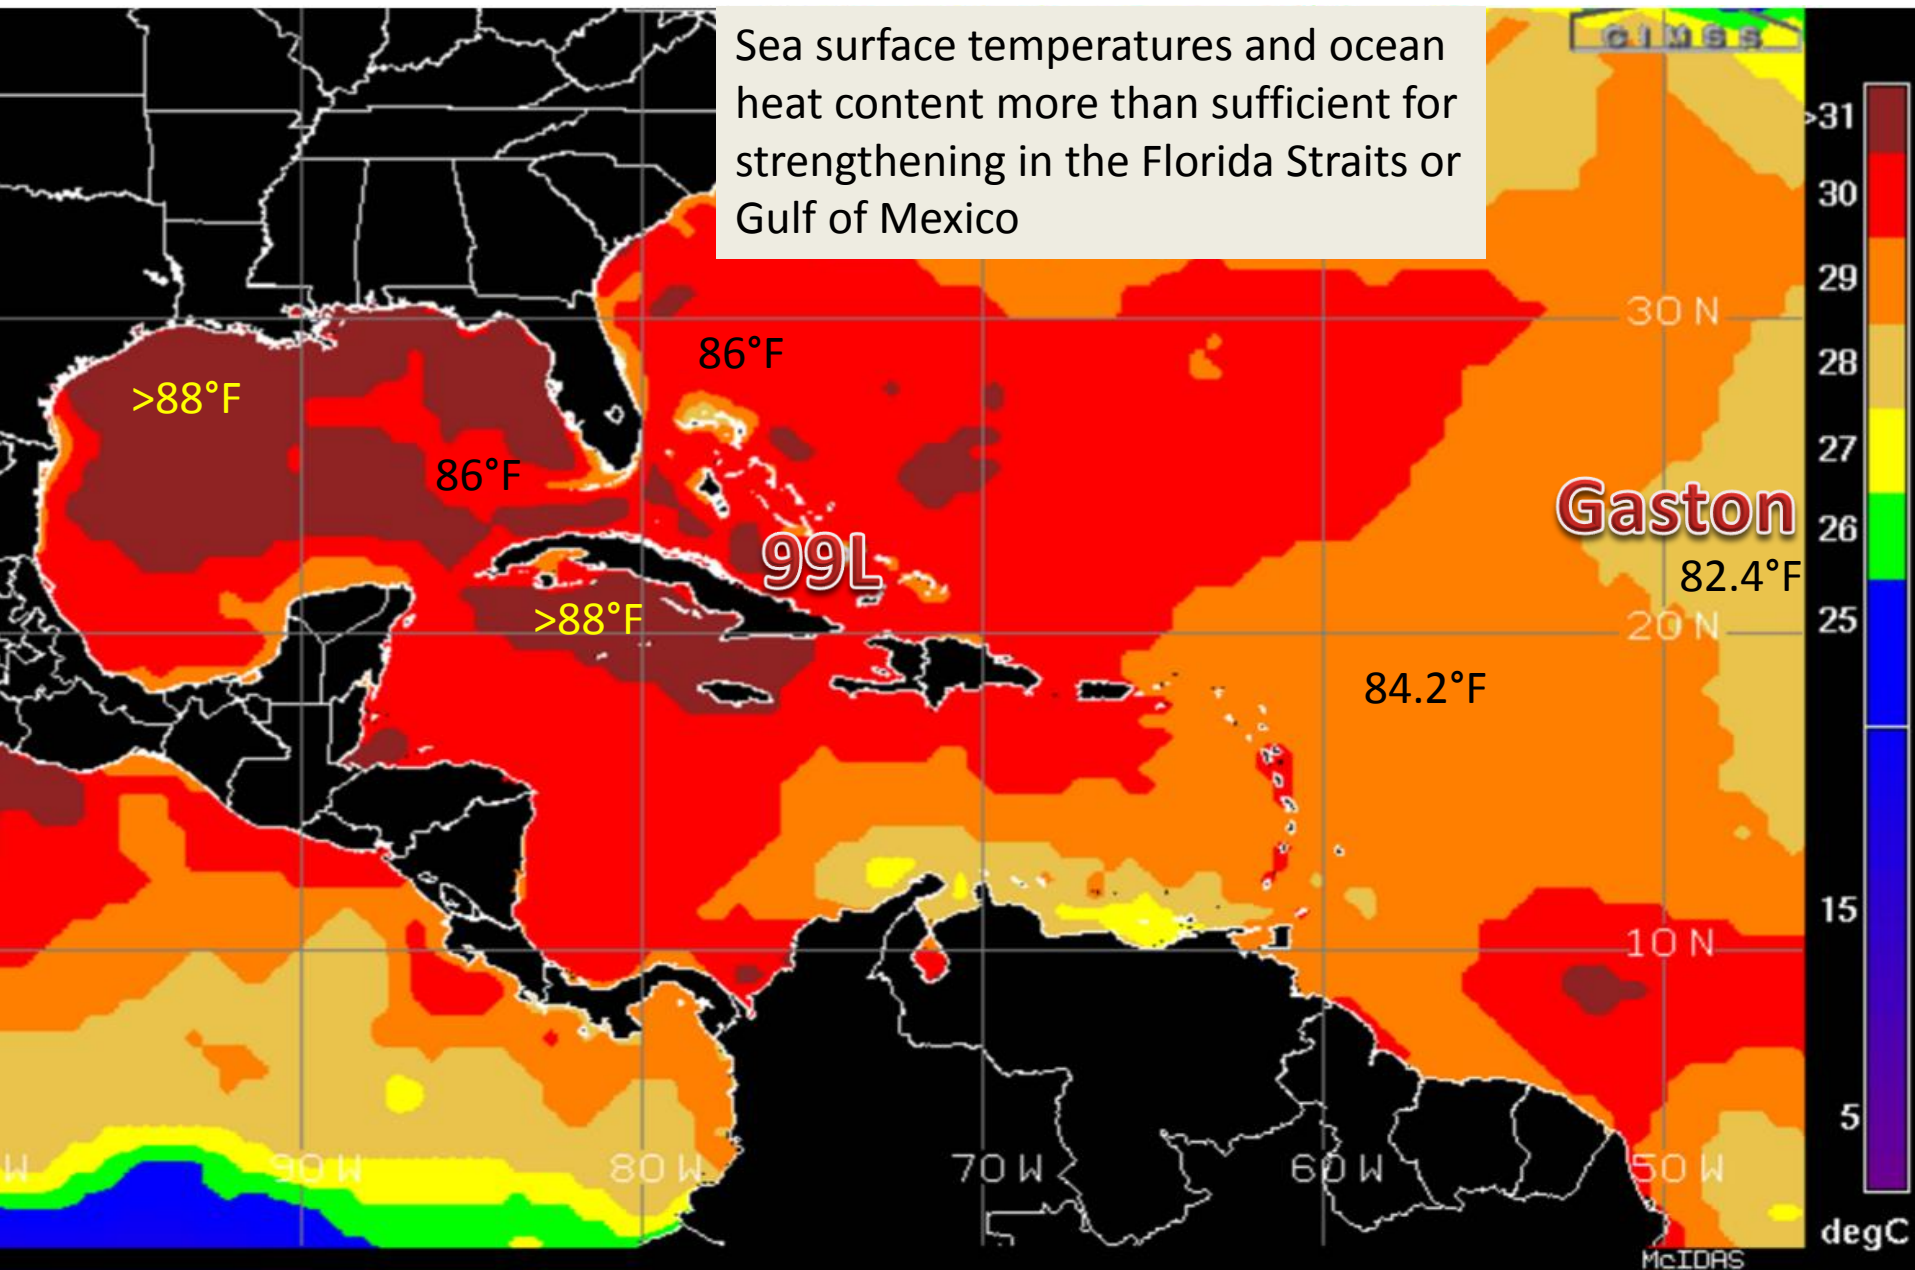 Sea surface temperatures and ocean
heat content more than sufficient for
strengthening in the Florida Straits or
Gulf of Mexico
CIMSS
>31
30
29
28
27
26
25
15
5
degC
30 N
86°F
>88°F
86°F
Gaston
82.4°F
99L
>88°F
20 N
84.2°F
10 N
W
90 W
80 W
70 W
60 W
50 W
McIDAS